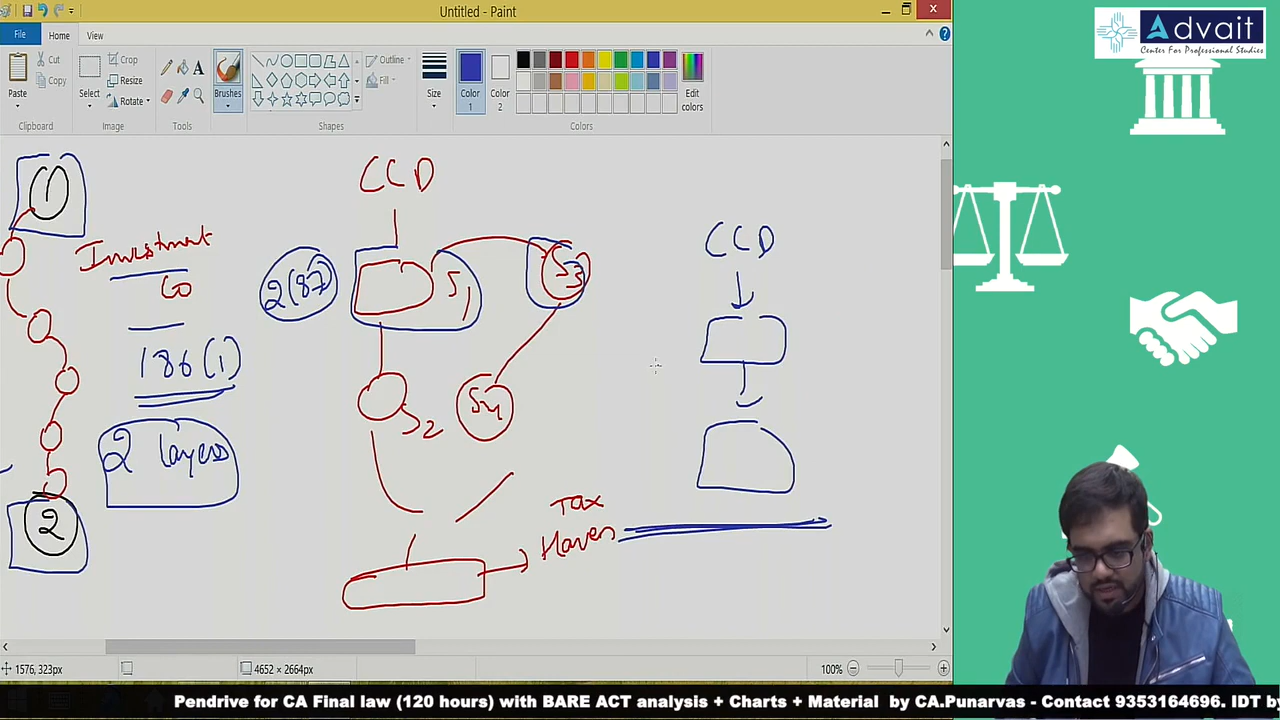 Untitled - Paint
File
Home
View
Paste
Cut
Copy
Clipboard
Select
Crop
Resize
Rotate
Image
Tools
Brushes
Shapes
Outline
Fill
Size
Color
1
Color
2
Edit
colors
Colors
Advait
Center For Professional Studies
1
Investment
Co
186(1)
2 layers
2
CCD
2(87)
S1
S3
S2
S4
Tax
Haven
CCD
1576, 323px
4652 × 2664px
100%
Pendrive for CA Final law (120 hours) with BARE ACT analysis + Charts + Material by CA.Punarvas - Contact 9353164696. IDT by